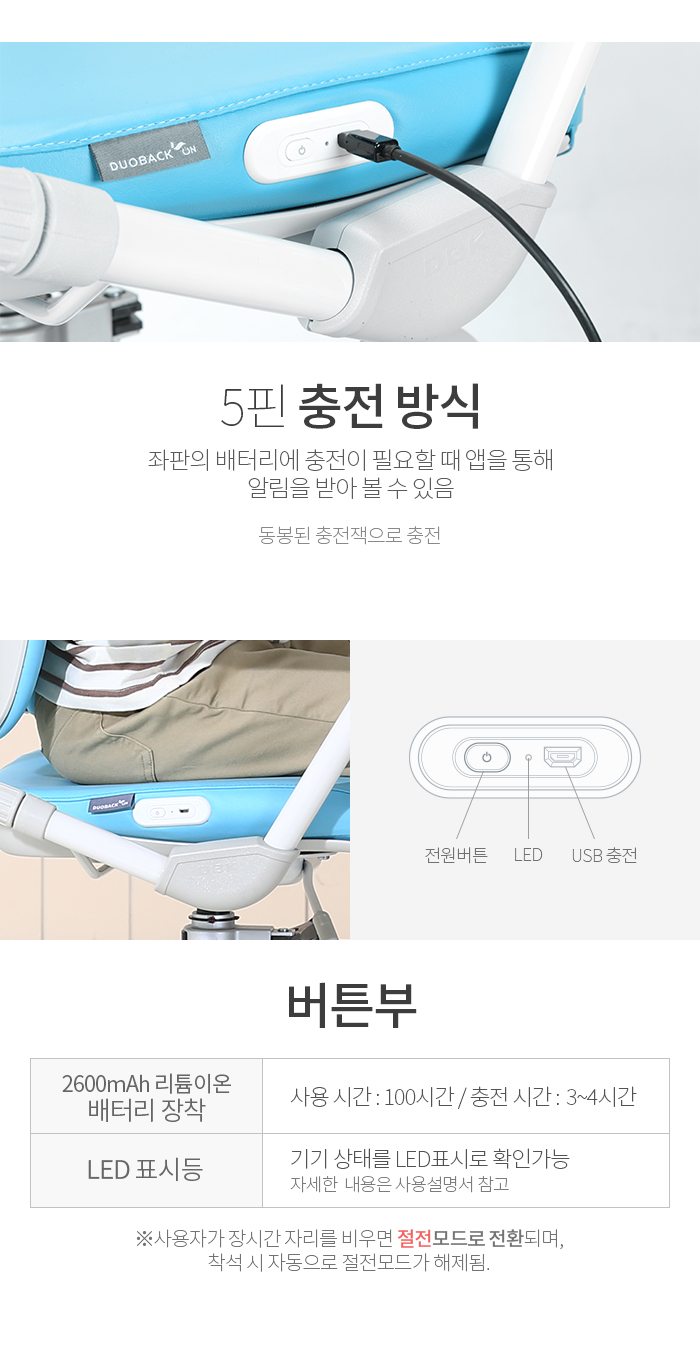 DUOBACK ON
5핀 충전 방식
좌판의 배터리에 충전이 필요할 때 앱을 통해
알림을 받아 볼 수 있음
동봉된 충전잭으로 충전
DUOBACK ON
전원버튼 LED USB 충전
버튼부
2600mAh 리튬이온
배터리 장착
사용 시간 : 100시간 / 충전 시간 : 3~4시간
LED 표시등
기기 상태를 LED표시로 확인가능
자세한 내용은 사용설명서 참고
※사용자가 장시간 자리를 비우면 절전모드로 전환되며,
착석 시 자동으로 절전모드가 해제됨.